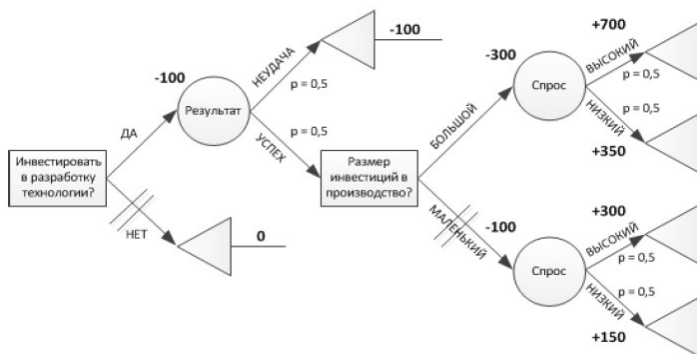 +700
-100
-300
ВЫСОКИЙ
НЕУДАЧА
-100
Спрос
p = 0,5
p = 0,5
Результат
БОЛЬШОЙ
НИЗКИЙ
p = 0,5
ДА
p = 0,5
УСПЕХ
+350
Инвестировать
в разработку
технологии?
Размер
инвестиций в
производство?
МАЛЕНЬКИЙ
+300
-100
ВЫСОКИЙ
НЕТ
0
Спрос
p = 0,5
p = 0,5
НИЗКИЙ
+150